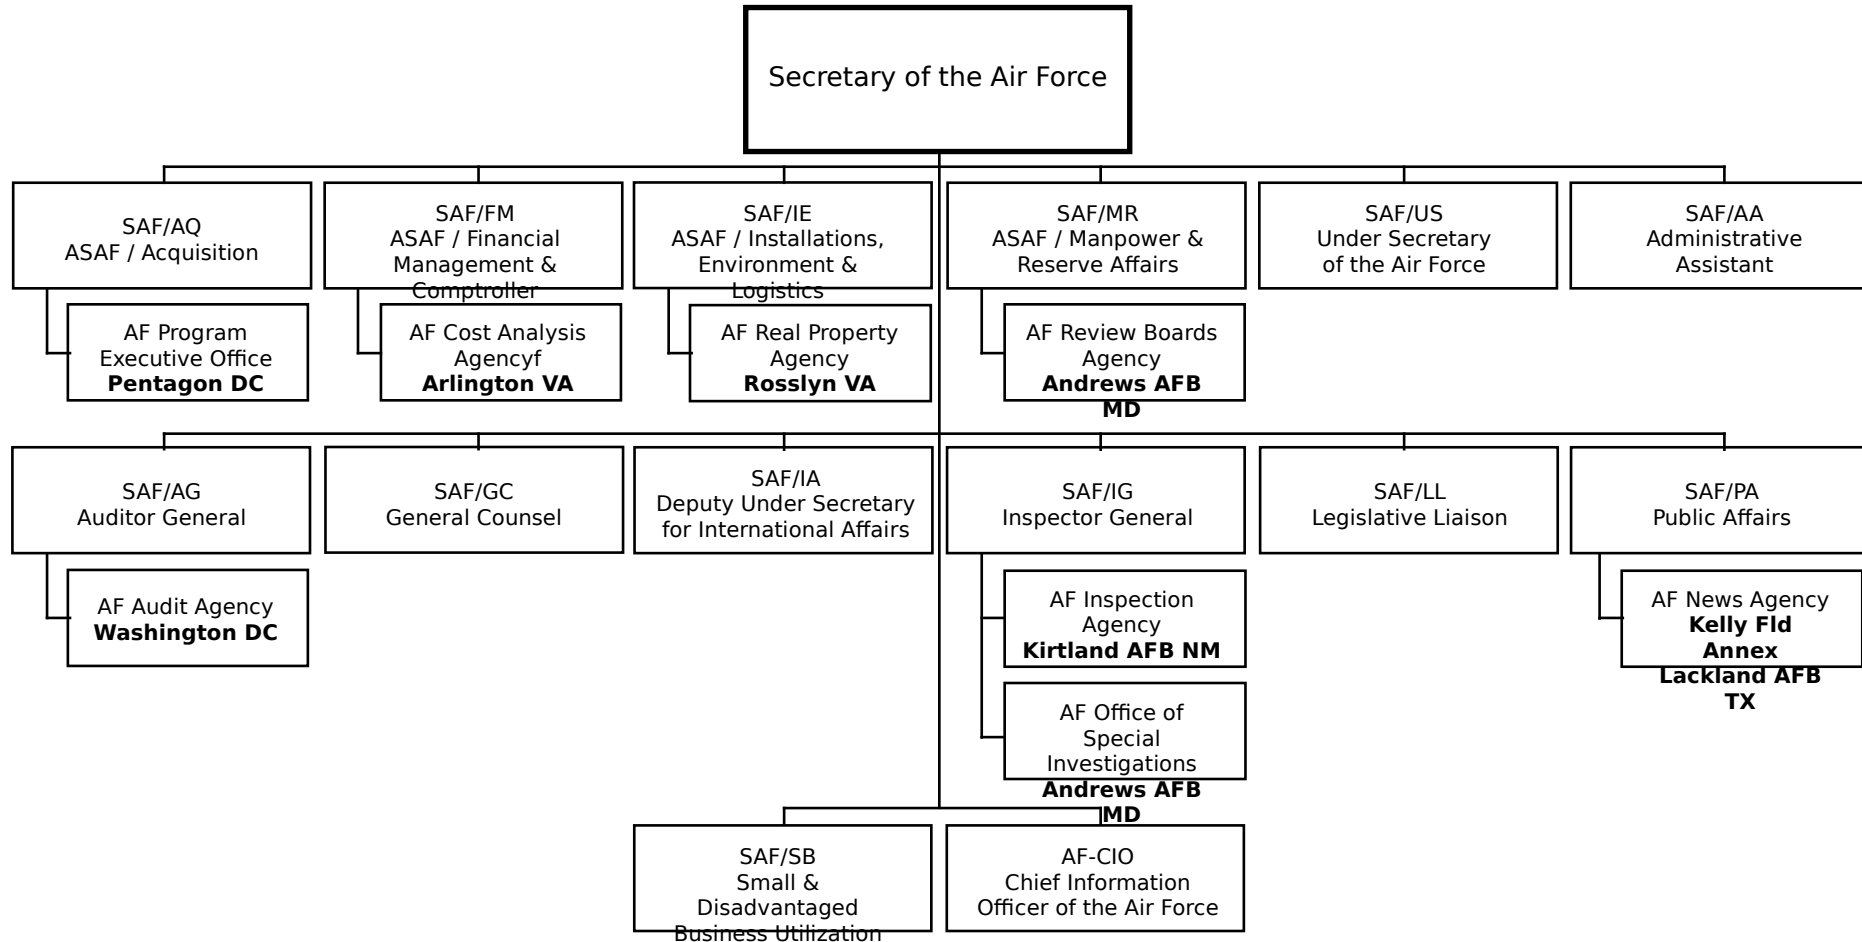 Secretary of the Air Force
SAF/AQ
ASAF / Acquisition
SAF/FM
ASAF / Financial
Management &
Comptroller
SAF/IE
ASAF / Installations,
Environment &
Logistics
SAF/MR
ASAF / Manpower &
Reserve Affairs
SAF/US
Under Secretary
of the Air Force
SAF/AA
Administrative
Assistant
AF Program
Executive Office
Pentagon DC
AF Cost Analysis
Agencyf
Arlington VA
AF Real Property
Agency
Rosslyn VA
AF Review Boards
Agency
Andrews AFB
MD
SAF/AG
Auditor General
SAF/GC
General Counsel
SAF/IA
Deputy Under Secretary
for International Affairs
SAF/IG
Inspector General
SAF/LL
Legislative Liaison
SAF/PA
Public Affairs
AF Audit Agency
Washington DC
AF Inspection
Agency
Kirtland AFB NM
AF News Agency
Kelly Fld
Annex
Lackland AFB
TX
AF Office of
Special
Investigations
Andrews AFB
MD
SAF/SB
Small &
Disadvantaged
Business Utilization
AF-CIO
Chief Information
Officer of the Air Force